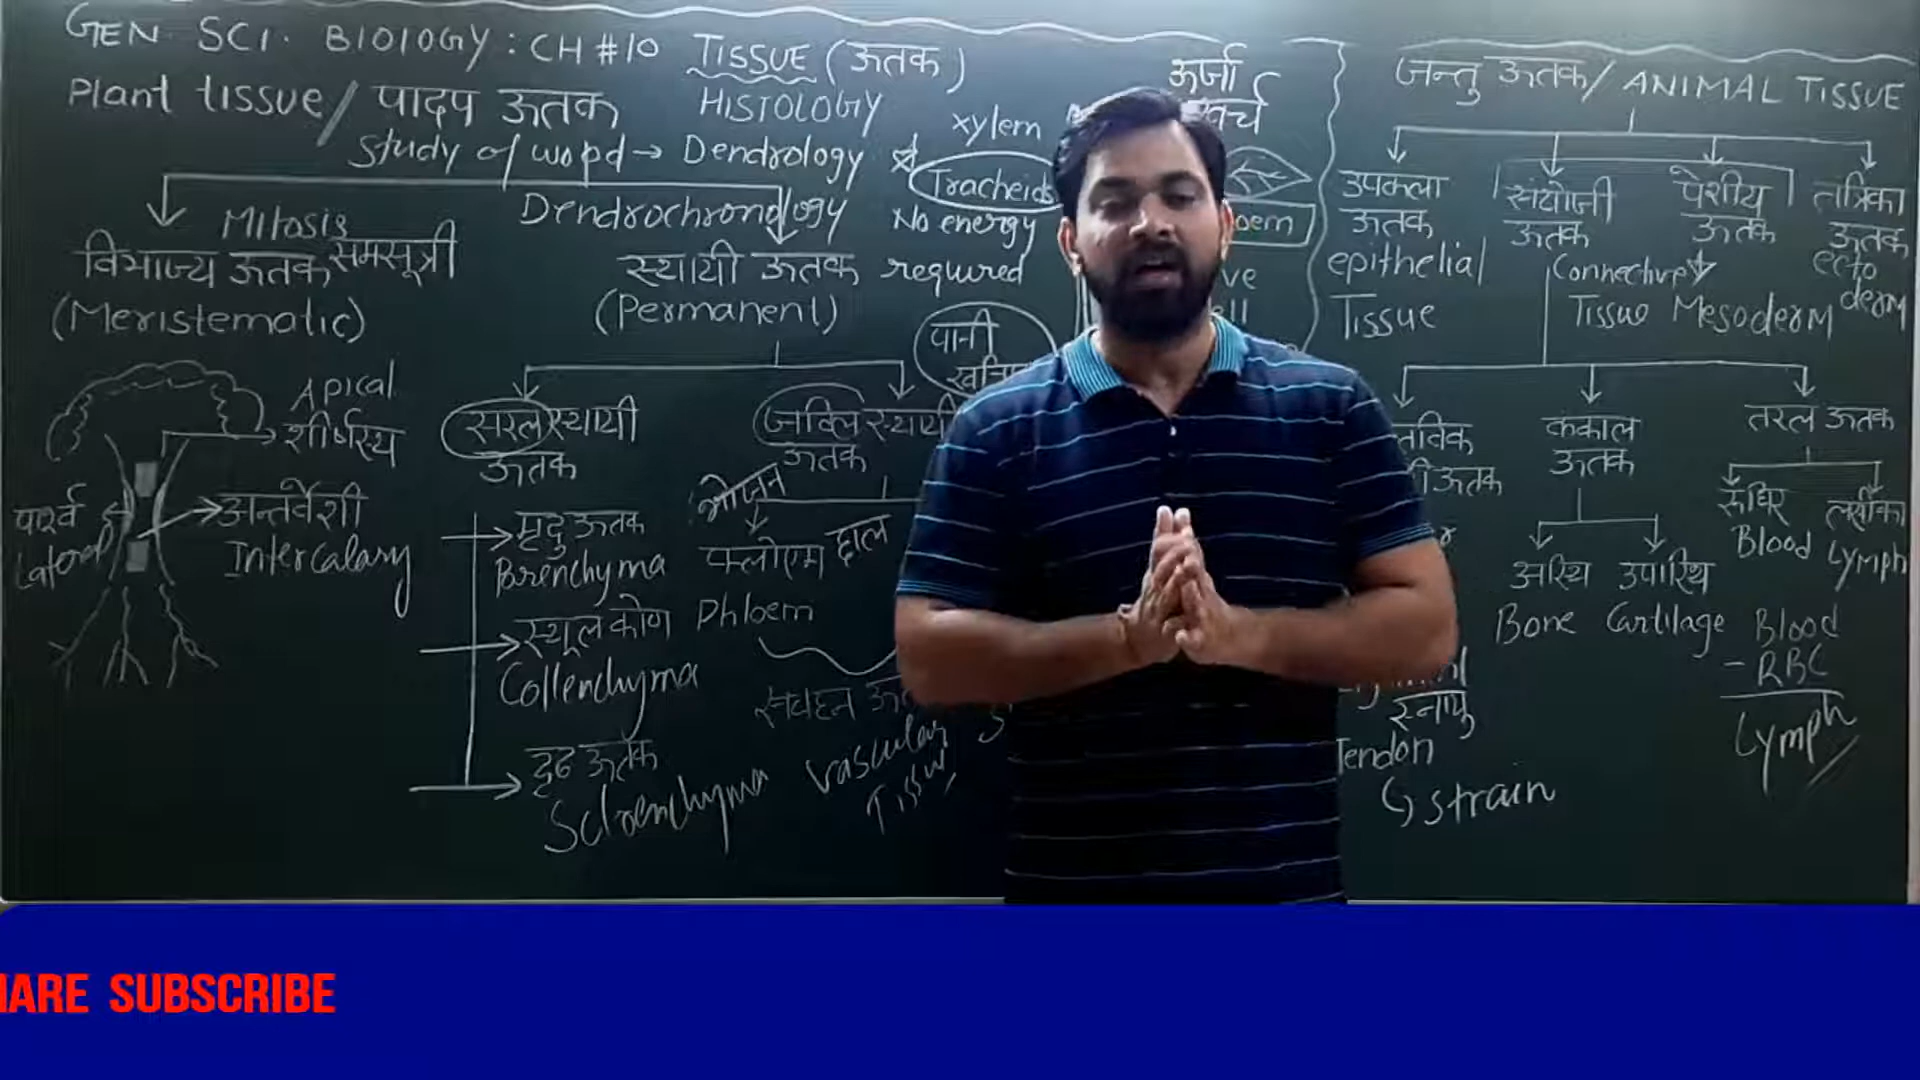 GEN. SCI. BIOLOGY: CH #10 TISSUE (ऊतक)
Plant tissue / पादप ऊतक HISTOLOGY
Study of wood → Dendrology
Dendrochronology
Mitosis
समसूत्री
विभाज्य ऊतक
(Meristematic)
स्थायी ऊतक
(Permanent)
xylem
Tracheids
No energy
required
पानी
ऊर्जा
Apical
शीर्षस्थ
पार्श्व
Lateral
अन्तर्वेशी
Intercalary
सरल स्थायी
ऊतक
जटिल स्थायी
ऊतक
भोजन
मृदु ऊतक
Brenchyma
स्थूल कोण
Collenchyma
दृढ ऊतक
Sclrenchyma
फ्लोएम छाल
Phloem
संवहन
vascular
Tissue
जन्तु ऊतक / ANIMAL TISSUE
उपकला
ऊतक
epithelial
Tissue
संयोजी
ऊतक
Connective
Tissue
पेशीय
ऊतक
Mesoderm
तंत्रिका
ऊतक
ecto
derm
कंकाल
ऊतक
तरल ऊतक
रुधिर
Blood
लसीका
Lymph
अस्थि
Bone
उपास्थि
Cartilage
Blood
- RBC
Lymph
स्नायु
Tendon
strain
SUBSCRIBE